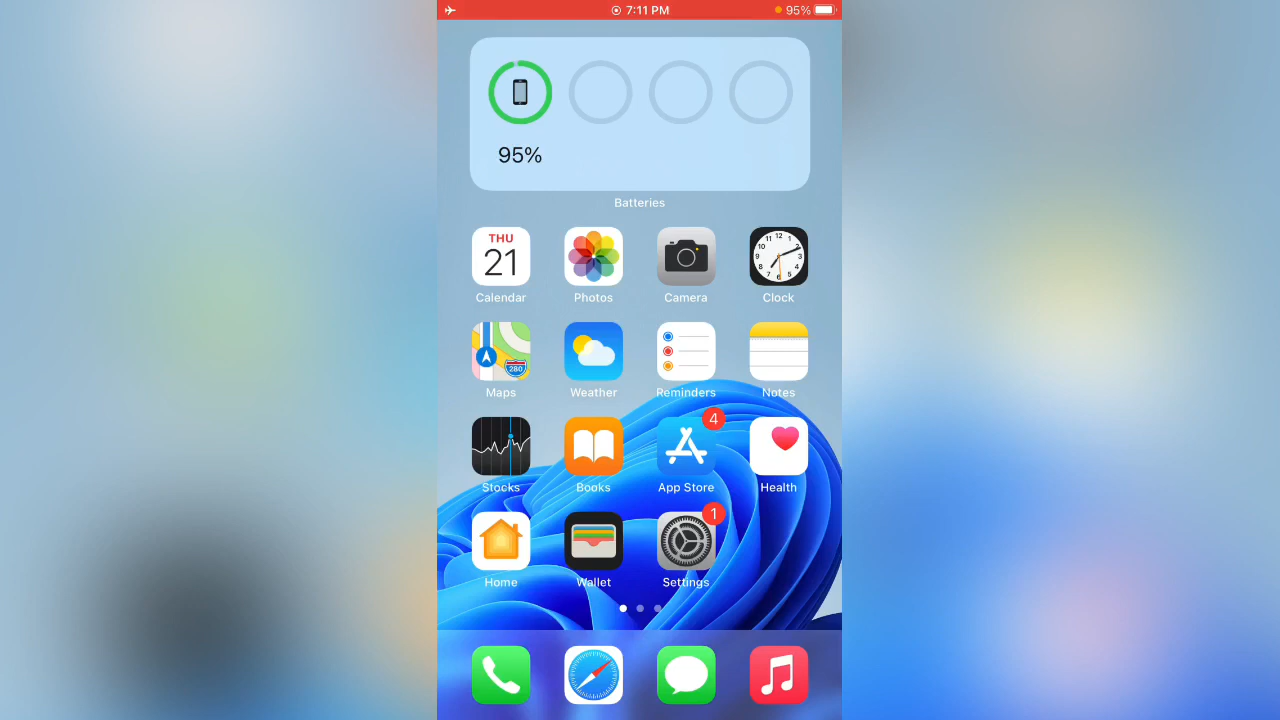 7:11 PM 95%
95%
Batteries
THU
21
Calendar Photos Camera Clock
280
Maps Weather Reminders Notes
4
Stocks Books App Store Health
1
Home Wallet Settings